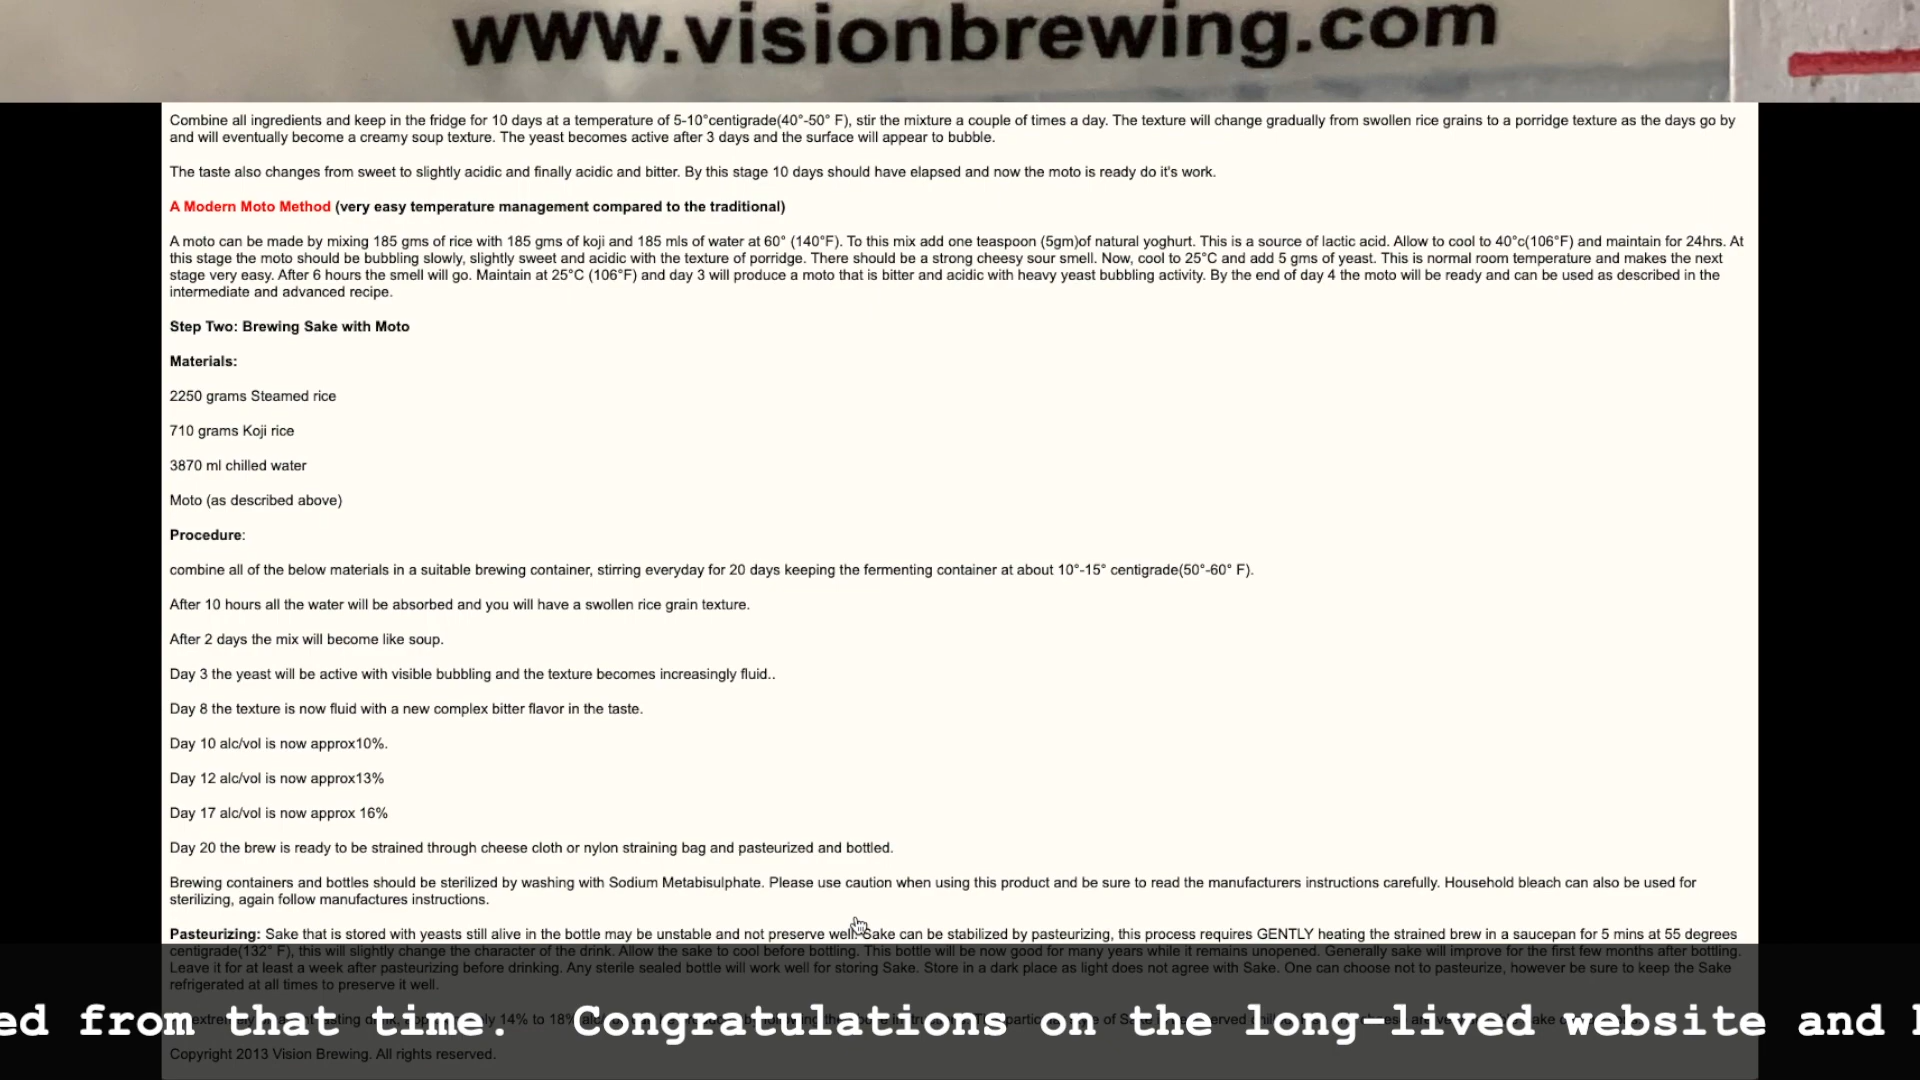 www.visionbrewing.com
Combine all ingredients and keep in the fridge for 10 days at a temperature of 5-10°centigrade(40°-50° F), stir the mixture a couple of times a day. The texture will change gradually from swollen rice grains to a porridge texture as the days go by
and will eventually become a creamy soup texture. The yeast becomes active after 3 days and the surface will appear to bubble.
The taste also changes from sweet to slightly acidic and finally acidic and bitter. By this stage 10 days should have elapsed and now the moto is ready do it's work.
A Modern Moto Method (very easy temperature management compared to the traditional)
A moto can be made by mixing 185 gms of rice with 185 gms of koji and 185 mls of water at 60° (140°F). To this mix add one teaspoon (5gm)of natural yoghurt. This is a source of lactic acid. Allow to cool to 40°c(106°F) and maintain for 24hrs. At
this stage the moto should be bubbling slowly, slightly sweet and acidic with the texture of porridge. There should be a strong cheesy sour smell. Now, cool to 25°C and add 5 gms of yeast. This is normal room temperature and makes the next
stage very easy. After 6 hours the smell will go. Maintain at 25°C (106°F) and day 3 will produce a moto that is bitter and acidic with heavy yeast bubbling activity. By the end of day 4 the moto will be ready and can be used as described in the
intermediate and advanced recipe.
Step Two: Brewing Sake with Moto
Materials:
2250 grams Steamed rice
710 grams Koji rice
3870 ml chilled water
Moto (as described above)
Procedure:
combine all of the below materials in a suitable brewing container, stirring everyday for 20 days keeping the fermenting container at about 10°-15° centigrade(50°-60° F).
After 10 hours all the water will be absorbed and you will have a swollen rice grain texture.
After 2 days the mix will become like soup.
Day 3 the yeast will be active with visible bubbling and the texture becomes increasingly fluid..
Day 8 the texture is now fluid with a new complex bitter flavor in the taste.
Day 10 alc/vol is now approx10%.
Day 12 alc/vol is now approx13%
Day 17 alc/vol is now approx 16%
Day 20 the brew is ready to be strained through cheese cloth or nylon straining bag and pasteurized and bottled.
Brewing containers and bottles should be sterilized by washing with Sodium Metabisulphate. Please use caution when using this product and be sure to read the manufacturers instructions carefully. Household bleach can also be used for
sterilizing, again follow manufactures instructions.
Pasteurizing: Sake that is stored with yeasts still alive in the bottle may be unstable and not preserve well. Sake can be stabilized by pasteurizing, this process requires GENTLY heating the strained brew in a saucepan for 5 mins at 55 degrees
centigrade(132° F), this will slightly change the character of the drink. Allow the sake to cool before bottling. This bottle will be now good for many years while it remains unopened. Generally sake will improve for the first few months after bottling.
Leave it for at least a week after pasteurizing before drinking. Any sterile sealed bottle will work well for storing Sake. Store in a dark place as light does not agree with Sake. One can choose not to pasteurize, however be sure to keep the Sake
refrigerated at all times to preserve it well.
ed from that time. Congratulations on the long-lived website and
14% to 18%
Copyright 2013 Vision Brewing. All rights reserved.